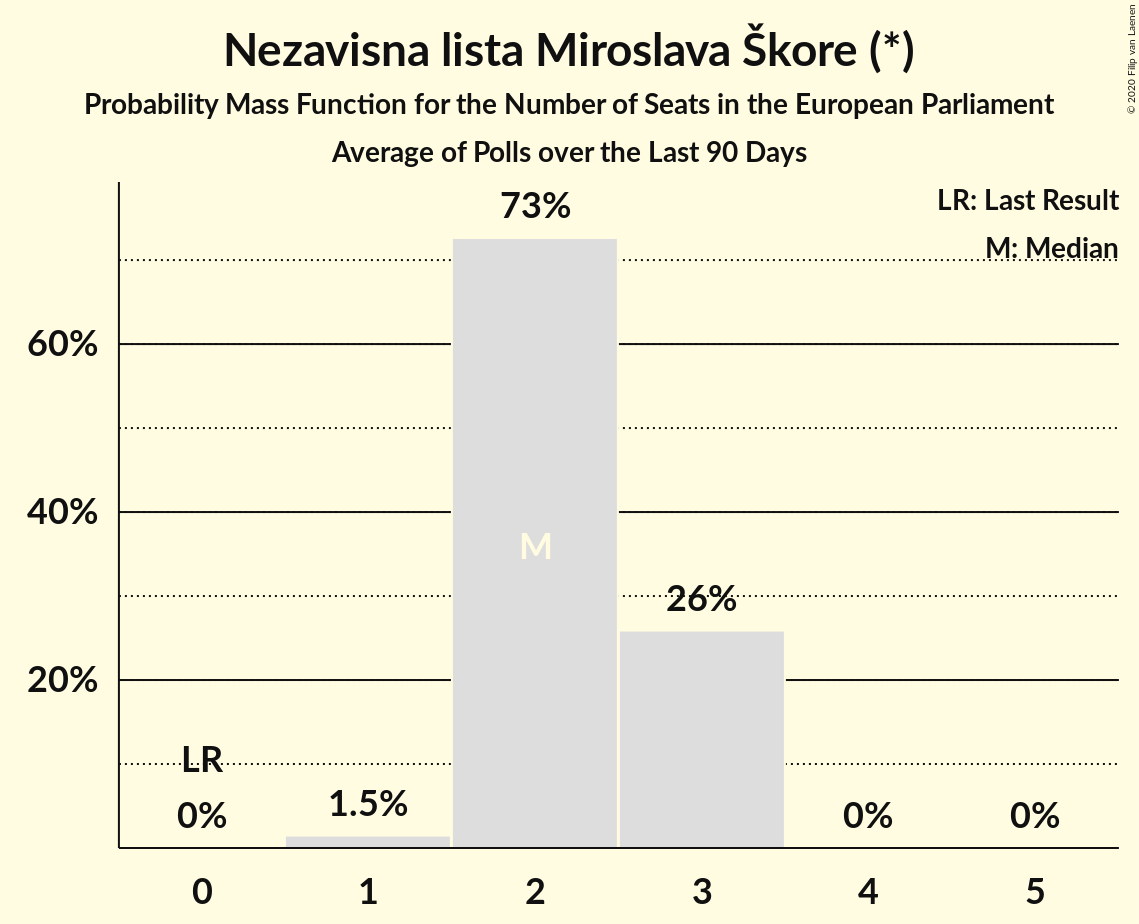 Nezavisna lista Miroslava Škore (*)
Probability Mass Function for the Number of Seats in the European Parliament
Average of Polls over the Last 90 Days
© 2020 Filip van Laenen
LR: Last Result
M: Median
73%
60%
40%
M
26%
20%
LR
0%
1.5%
0%
0%
0
1
2
3
4
5